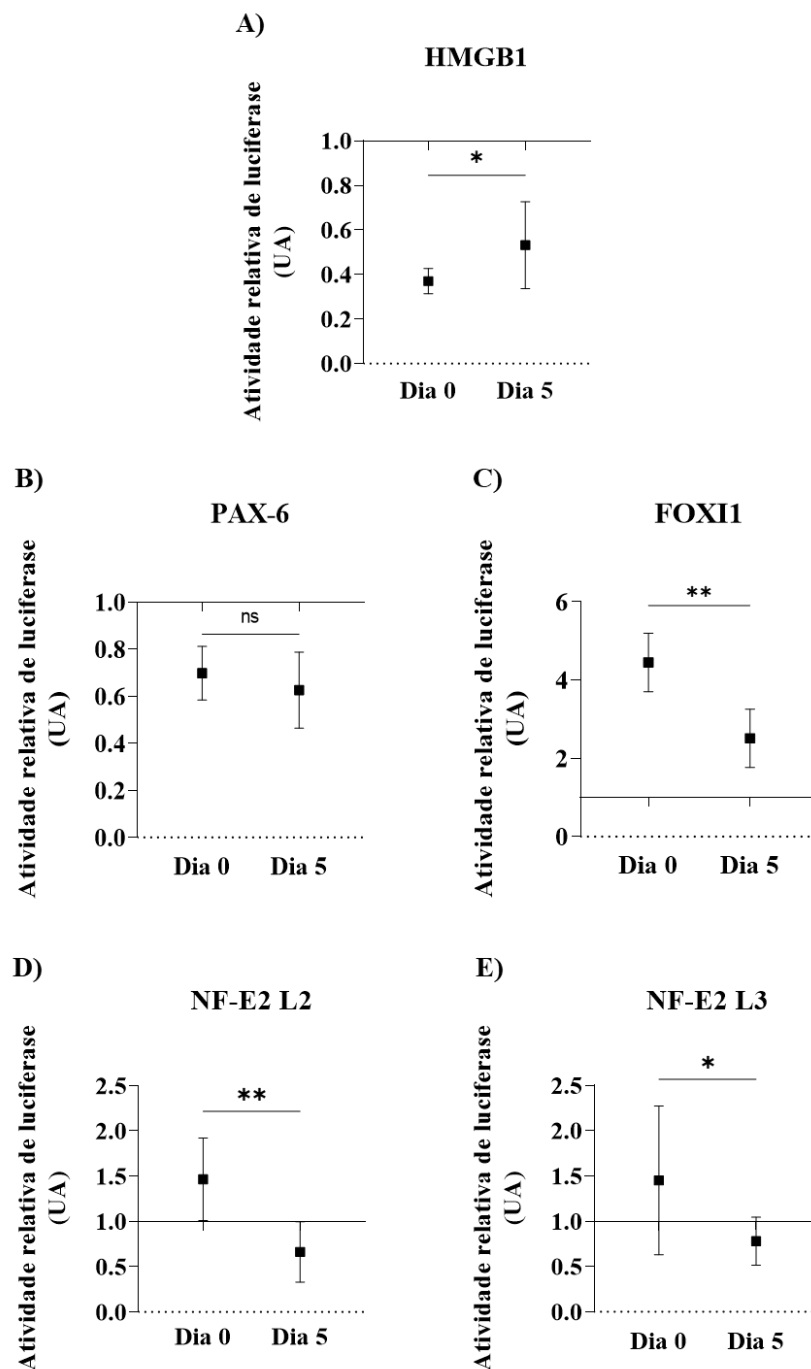 A)
HMGB1
Atividade relativa de luciferase
(UA)
1.0
0.8
0.6
0.4
0.2
0.0
*
Dia 0
Dia 5
B)
PAX-6
Atividade relativa de luciferase
(UA)
1.0
0.8
0.6
0.4
0.2
0.0
ns
Dia 0
Dia 5
C)
FOXI1
Atividade relativa de luciferase
(UA)
6
4
2
0
**
Dia 0
Dia 5
D)
NF-E2 L2
Atividade relativa de luciferase
(UA)
2.5
2.0
1.5
1.0
0.5
0.0
**
Dia 0
Dia 5
E)
NF-E2 L3
Atividade relativa de luciferase
(UA)
2.5
2.0
1.5
1.0
0.5
0.0
*
Dia 0
Dia 5